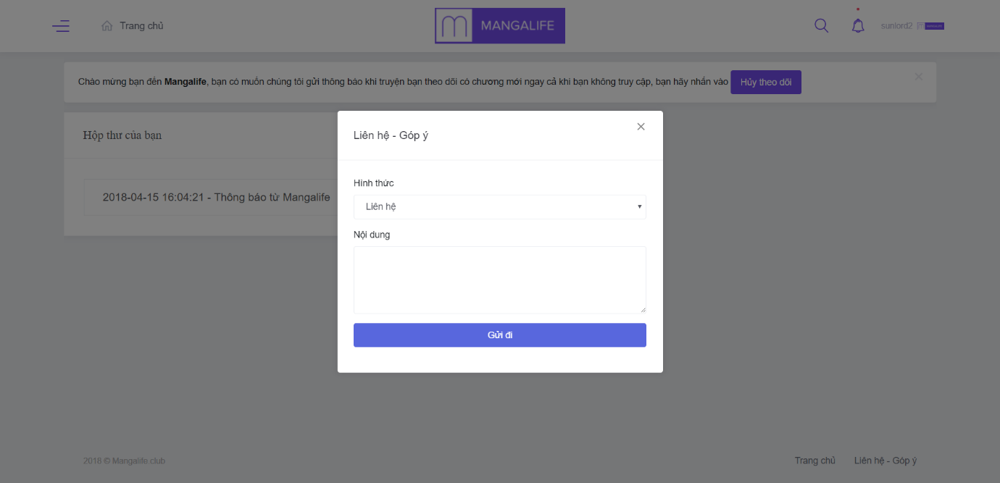 Trang chủ
MANGALIFE
sunlord2
Chào mừng bạn đến Mangalife, bạn có muốn chúng tôi gửi thông báo khi truyện bạn theo dõi có chương mới ngay cả khi bạn không truy cập, bạn hãy nhấn vào Hủy theo dõi
Hộp thư của bạn
2018-04-15 16:04:21 - Thông báo từ Mangalife
Liên hệ - Góp ý
Hình thức
Liên hệ
Nội dung
Gửi đi
2018 © Mangalife.club
Trang chủ
Liên hệ - Góp ý